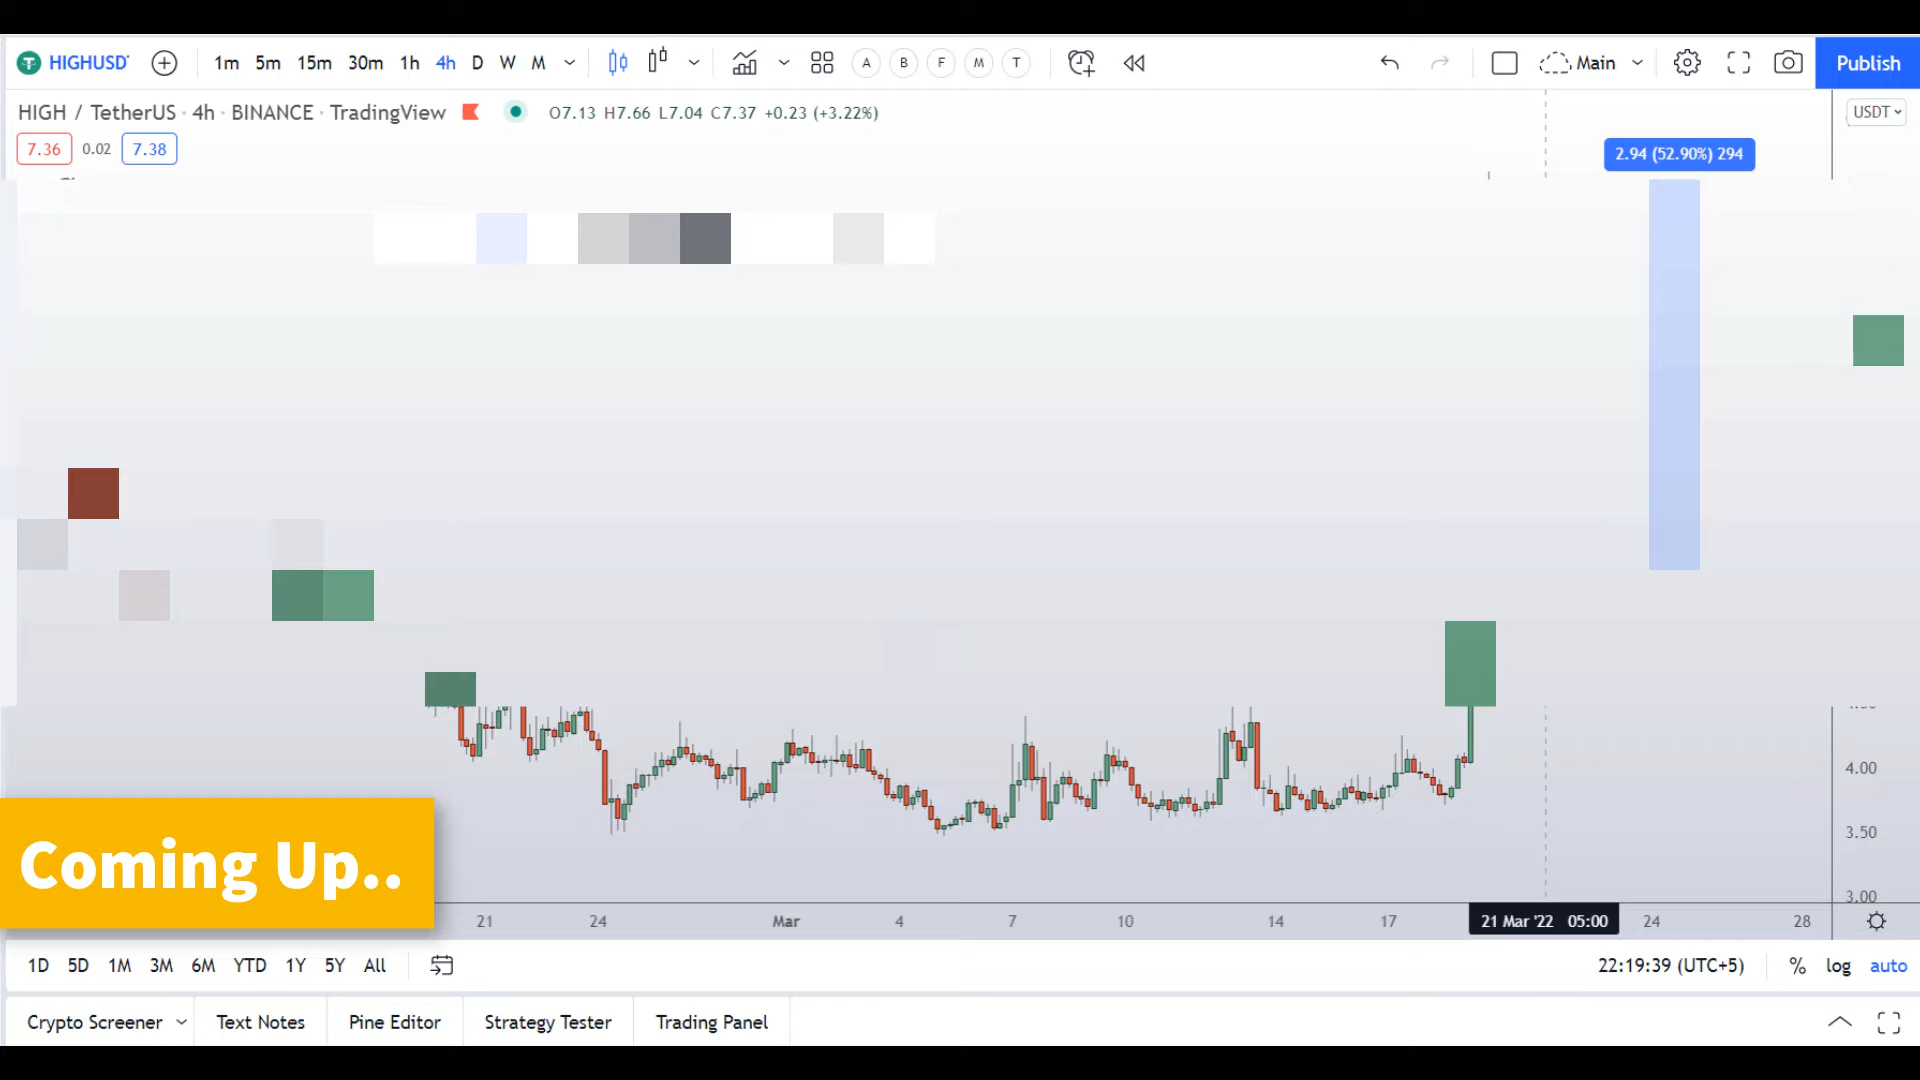 HIGHUSDT 1m 5m 15m 30m 1h 4h D W M A B F M T Main Publish
HIGH / TetherUS · 4h · BINANCE · TradingView O7.13 H7.66 L7.04 C7.37 +0.23 (+3.22%) USDT
7.36 0.02 7.38 2.94 (52.90%) 294
4.00
3.50
Coming Up..
3.00
21 24 Mar 4 7 10 14 17 21 Mar '22 05:00 24 28
1D 5D 1M 3M 6M YTD 1Y 5Y All 22:19:39 (UTC+5) % log auto
Crypto Screener Text Notes Pine Editor Strategy Tester Trading Panel